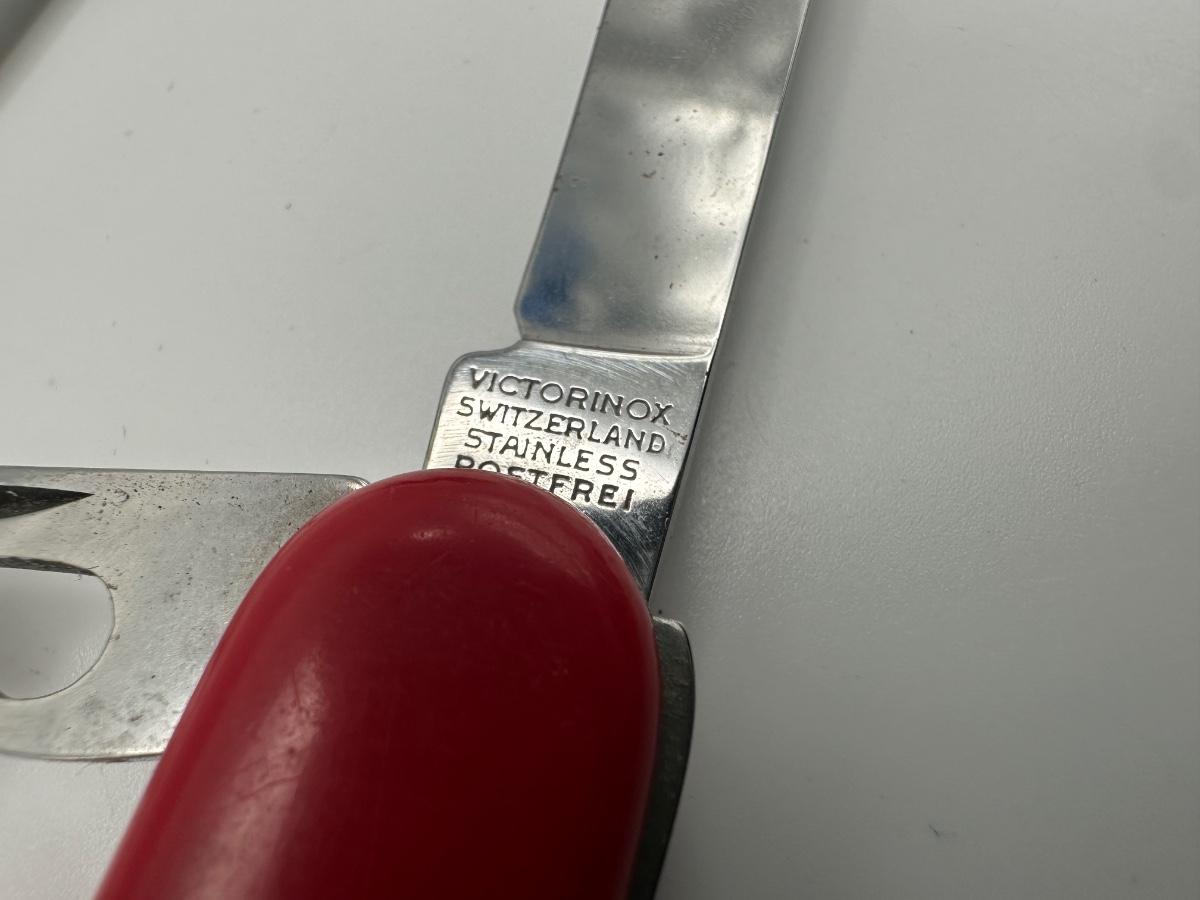 VICTORINOX
SWITZERLAND
STAINLESS
ROSTFREI